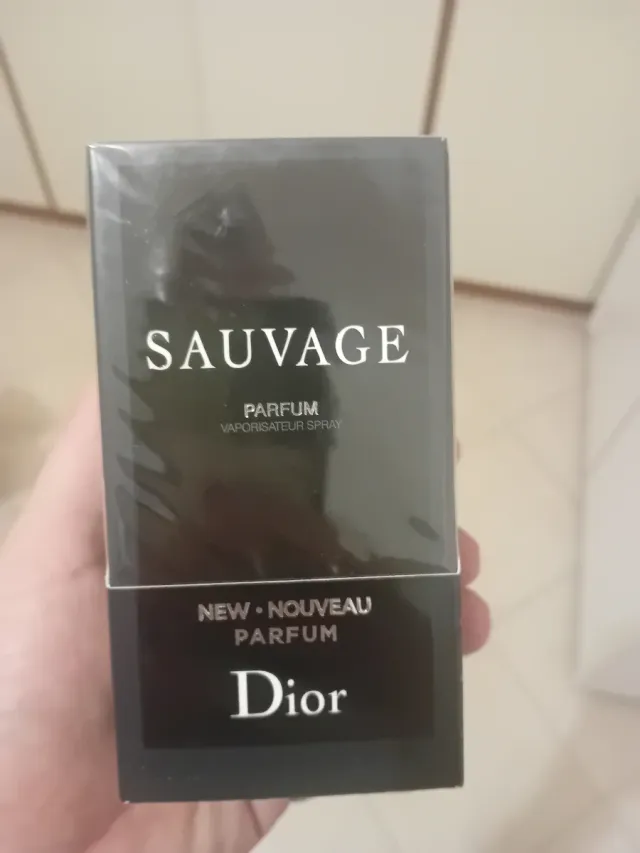 SAUVAGE
PARFUM
VAPORISATEUR SPRAY
NEW • NOUVEAU
PARFUM
Dior